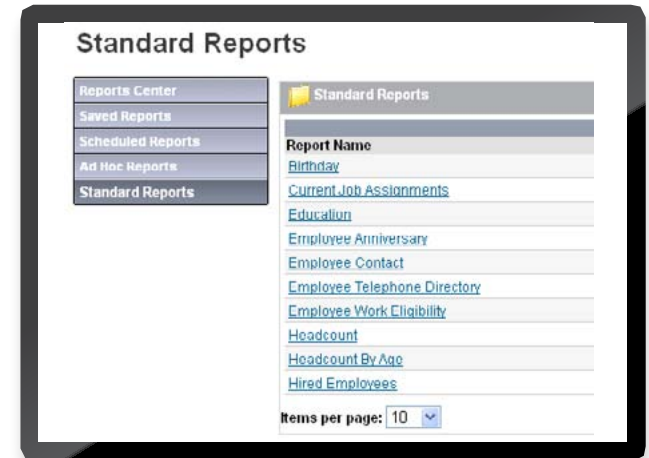 Standard Reports
Reports Center
Saved Reports
Scheduled Reports
Ad Hoc Reports
Standard Reports
Standard Reports
Report Name
Birthday
Current Job Assignments
Education
Employee Anniversary
Employee Contact
Employee Telephone Directory
Employee Work Eligibility
Headcount
Headcount By Age
Hired Employees
Items per page: 10